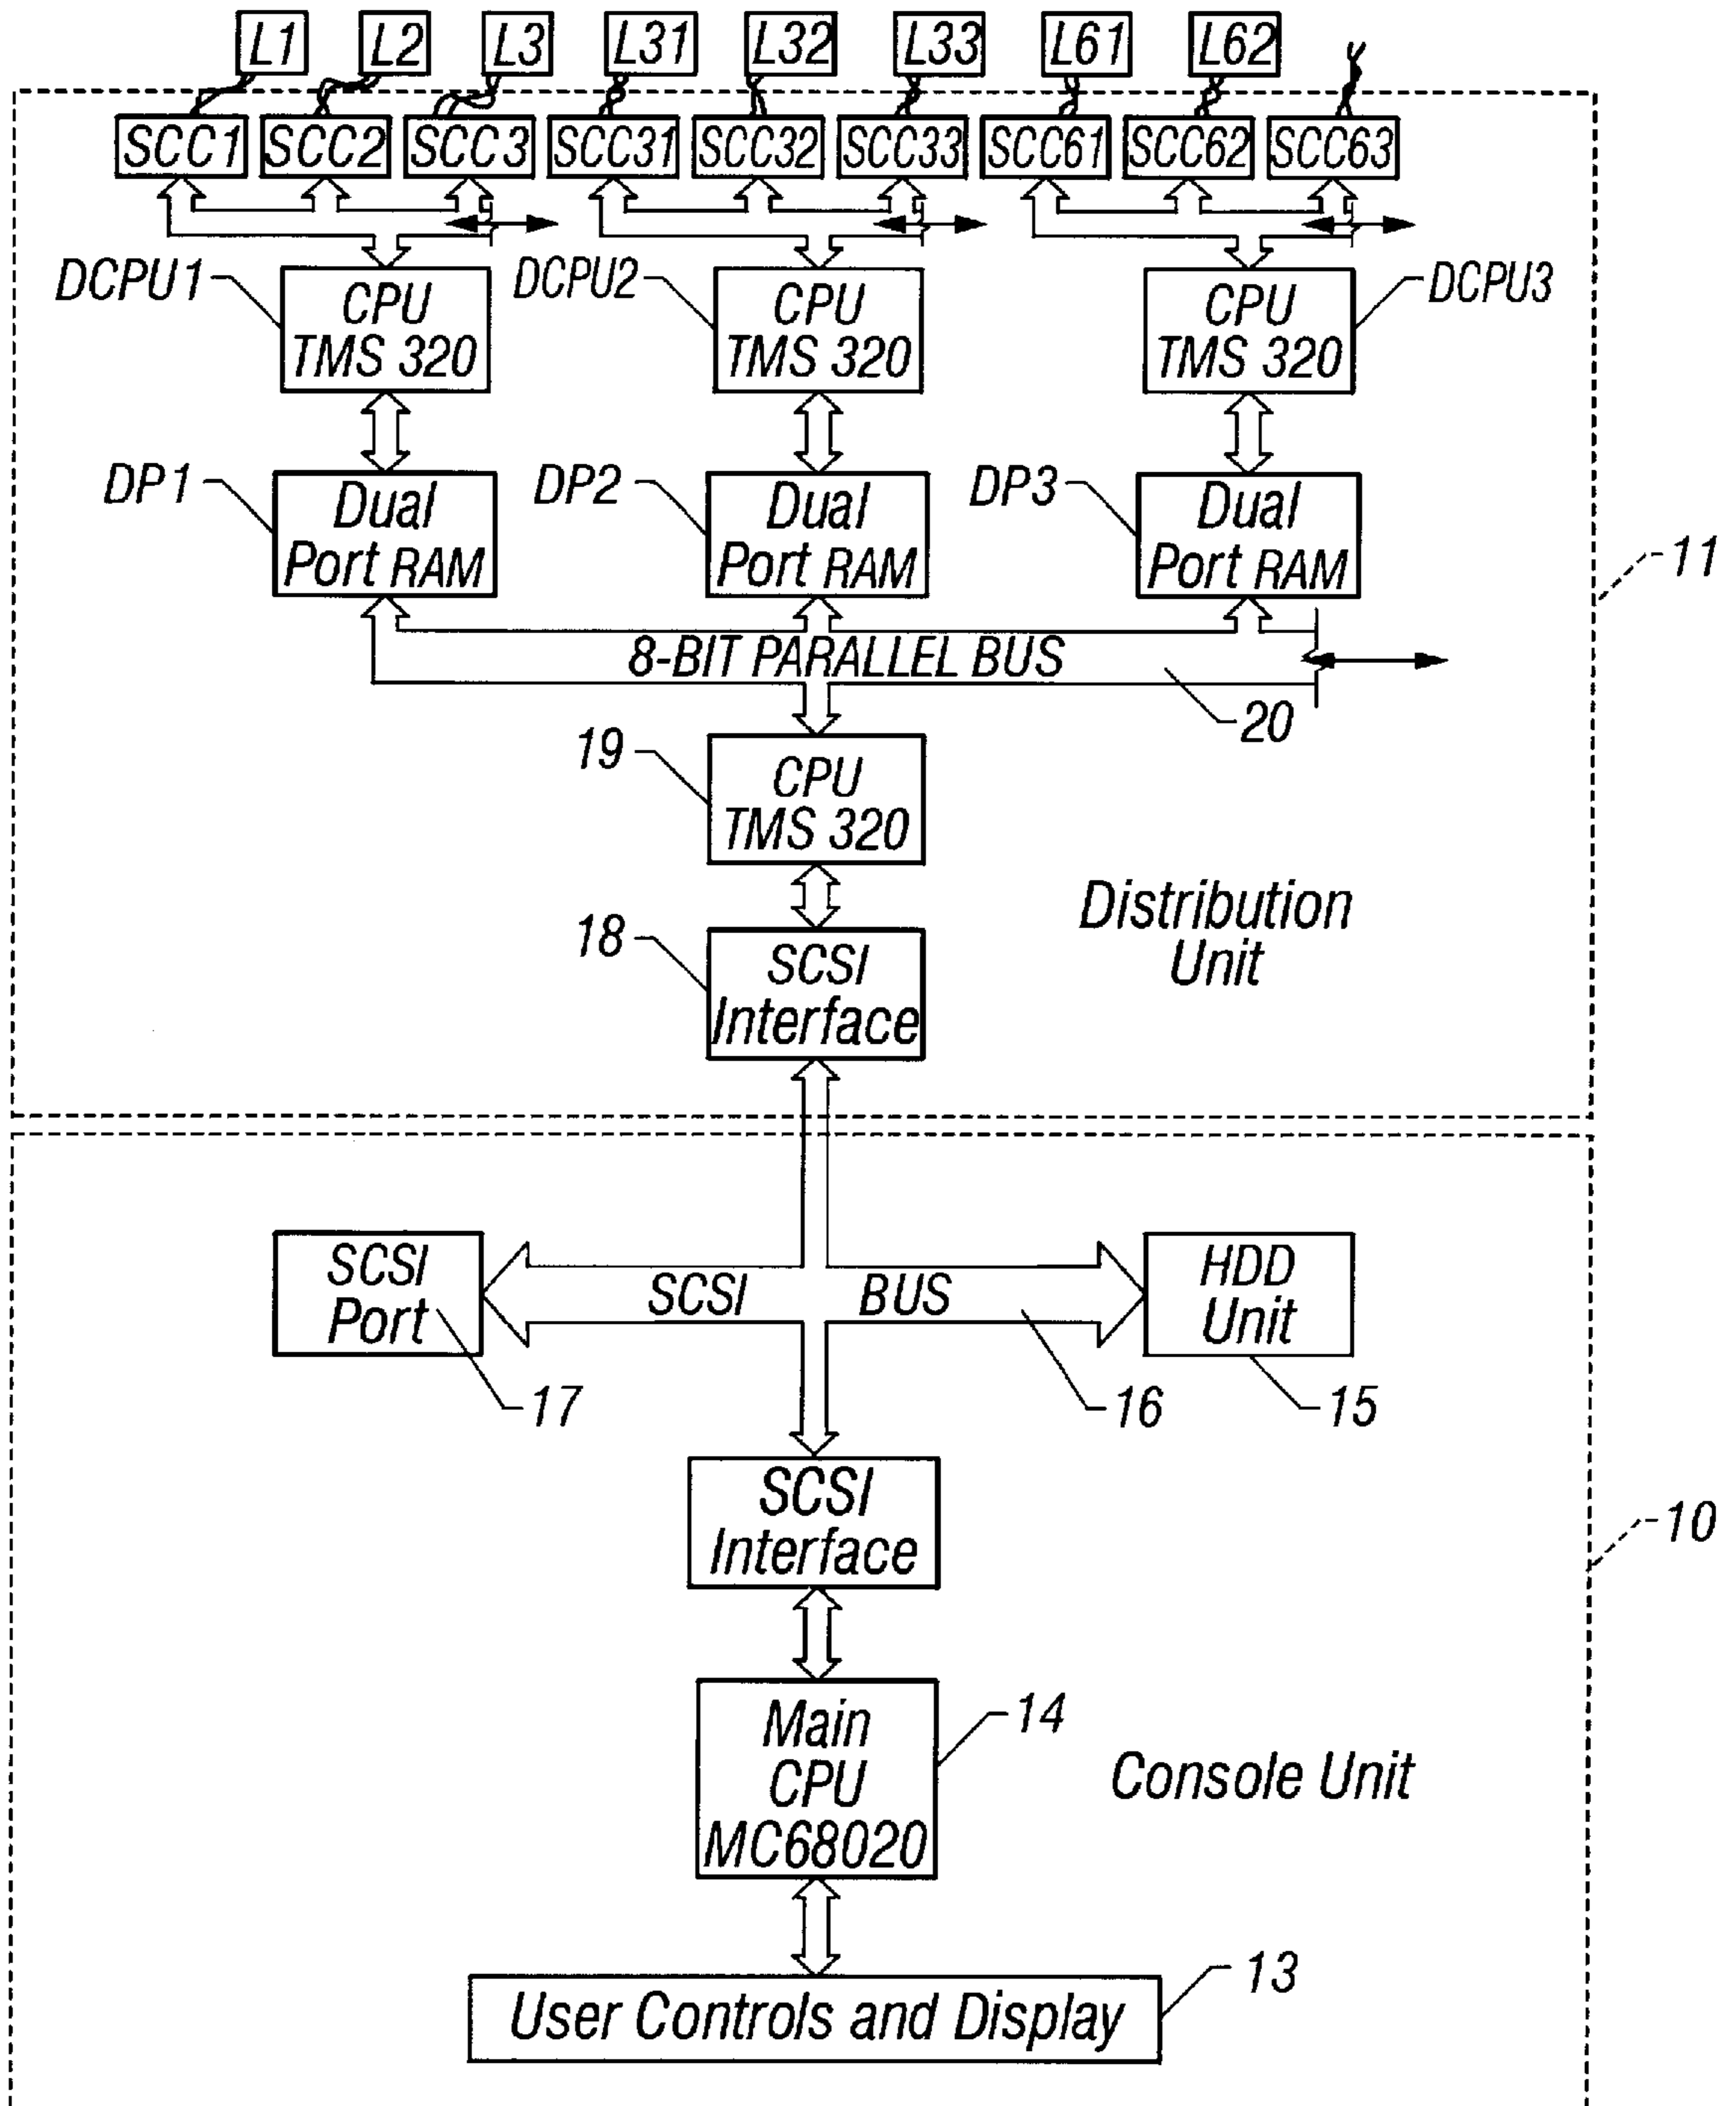 L1 L2 L3 L31 L32 L33 L61 L62
SCC1 SCC2 SCC3 SCC31 SCC32 SCC33 SCC61 SCC62 SCC63
DCPU1
CPU
TMS 320
DCPU2
CPU
TMS 320
CPU
TMS 320
DCPU3
DP1
Dual
Port RAM
DP2
Dual
Port RAM
DP3
Dual
Port RAM
11
8-BIT PARALLEL BUS
20
19
CPU
TMS 320
18
SCSI
Interface
Distribution
Unit
SCSI
Port
17
SCSI BUS
16
HDD
Unit
15
SCSI
Interface
10
Main
CPU
MC68020
14
Console Unit
User Controls and Display
13